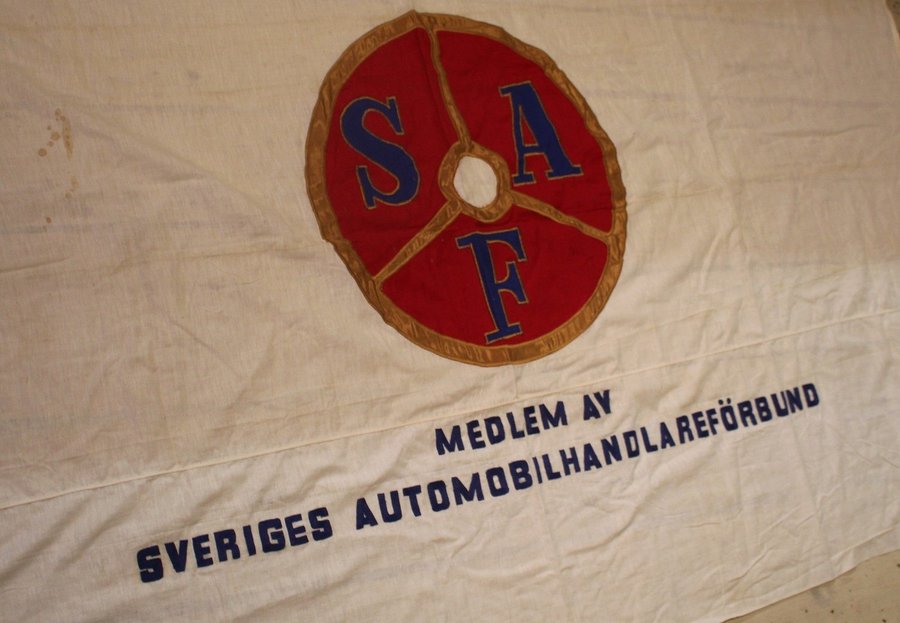 S A
F
MEDLEM AV
SVERIGES AUTOMOBILHANDLAREFÖRBUND